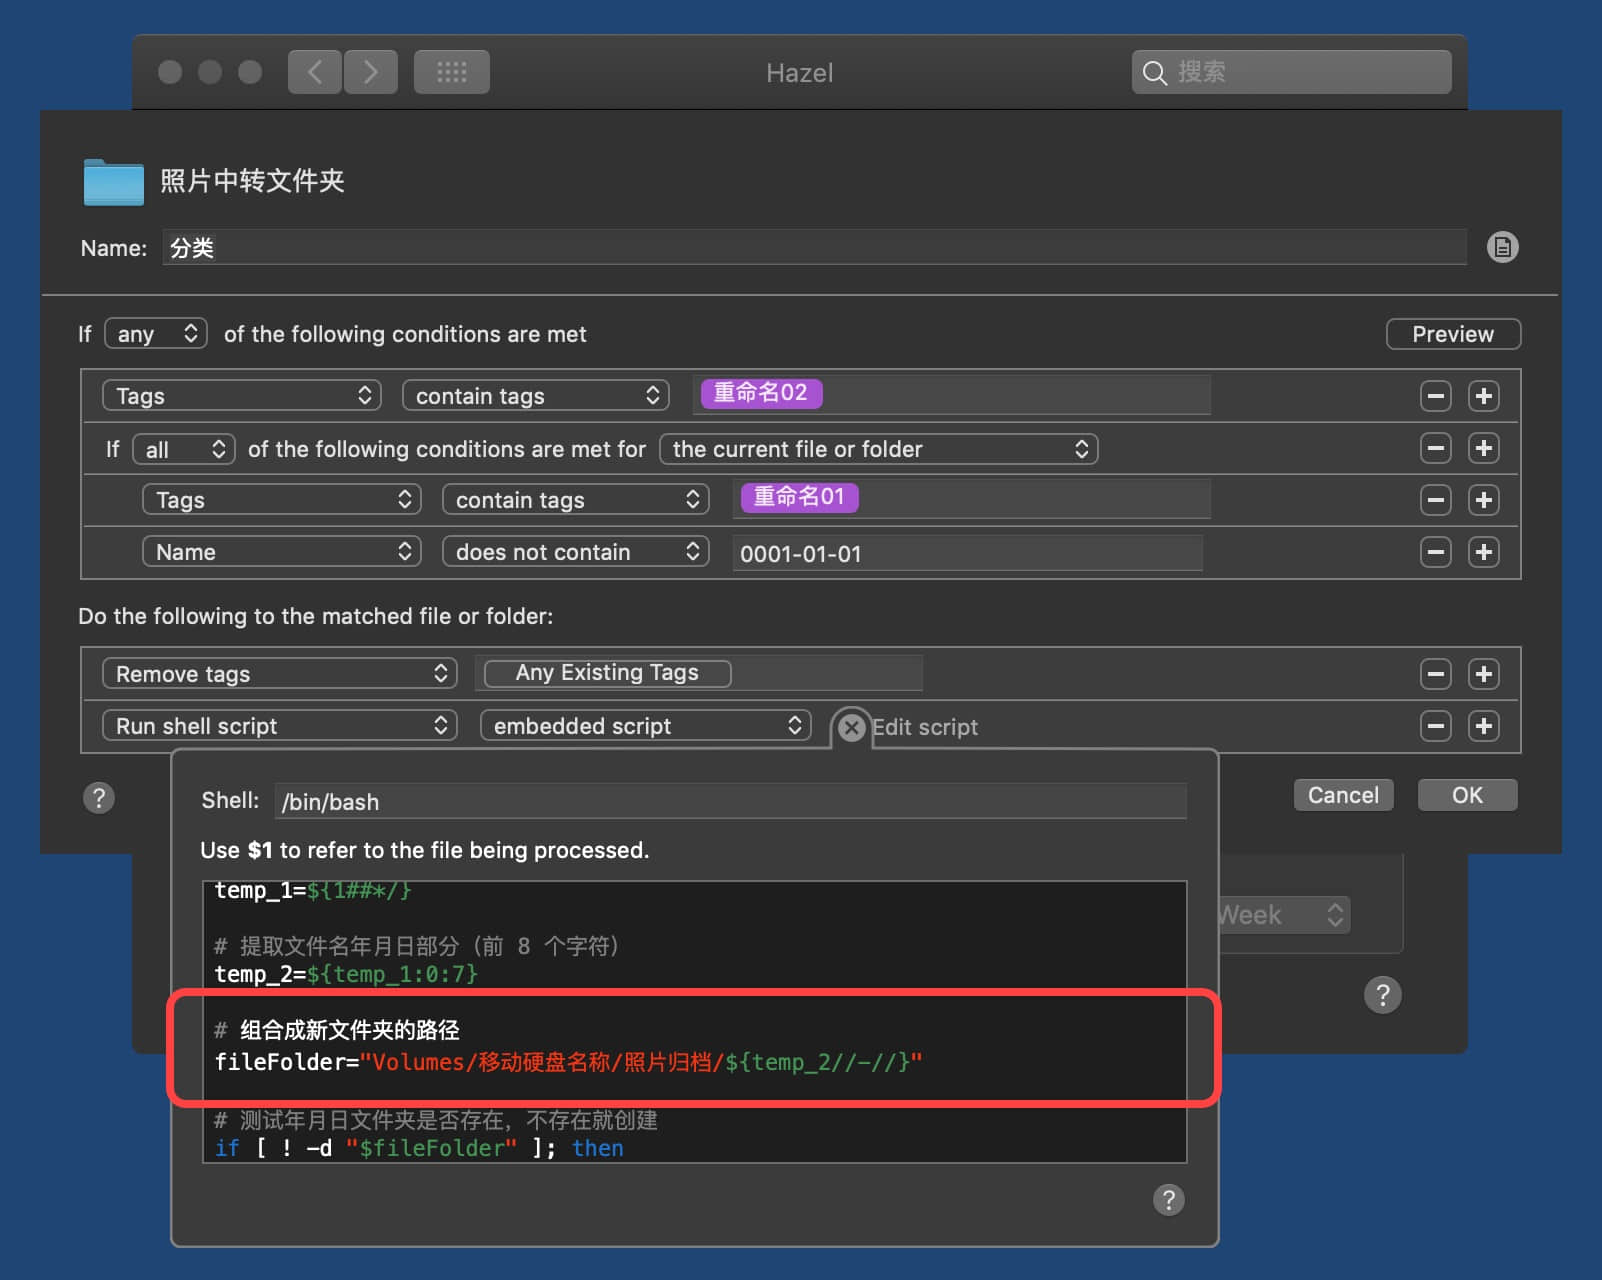 Hazel
搜索
照片中转文件夹
Name: 分类
If any of the following conditions are met Preview
Tags contain tags 重命名02
If all of the following conditions are met for the current file or folder
Tags contain tags 重命名01
Name does not contain 0001-01-01
Do the following to the matched file or folder:
Remove tags Any Existing Tags
Run shell script embedded script Edit script
? Cancel OK
Shell: /bin/bash
Use $1 to refer to the file being processed.
temp_1=${1##*/}
Week
# 提取文件名年月日部分（前 8 个字符）
temp_2=${temp_1:0:7}
?
# 组合成新文件夹的路径
fileFolder="Volumes/移动硬盘名称/照片归档/${temp_2//-//}"
# 测试年月日文件夹是否存在，不存在就创建
if [ ! -d "$fileFolder" ]; then
?